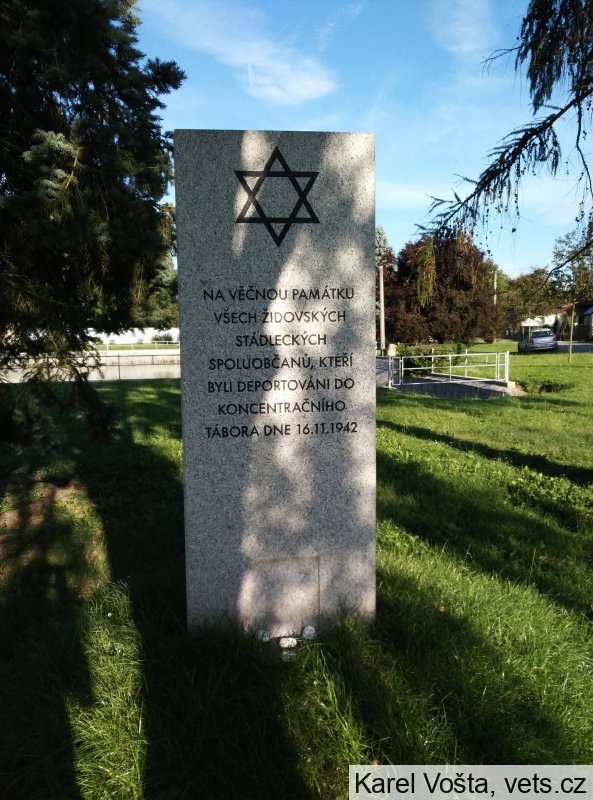 NA VĚČNOU PAMÁTKU
VŠECH ŽIDOVSKÝCH
STÁDLECKÝCH
SPOLUOBČANŮ, KTEŘÍ
BYLI DEPORTOVÁNI DO
KONCENTRAČNÍHO
TÁBORA DNE 16.11.1942
Karel Vošta, vets.cz